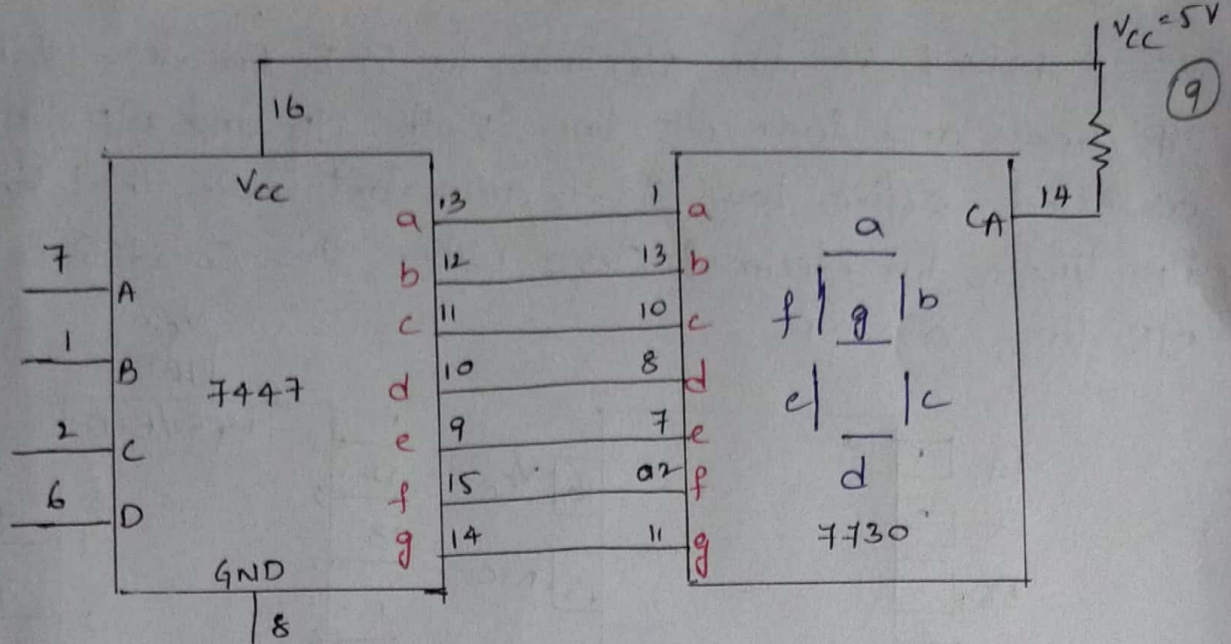 Vcc = 5V
9
16.
Vcc
a 13 1 a
CA 14
a
7
b 12 13 b
A
f g b
c 11 10 c
1
B
7447
d 10 8 d
e c
e 9 7 e
2
C
d
f 15 02 f
6
D
7730
g 14 11 g
GND
8